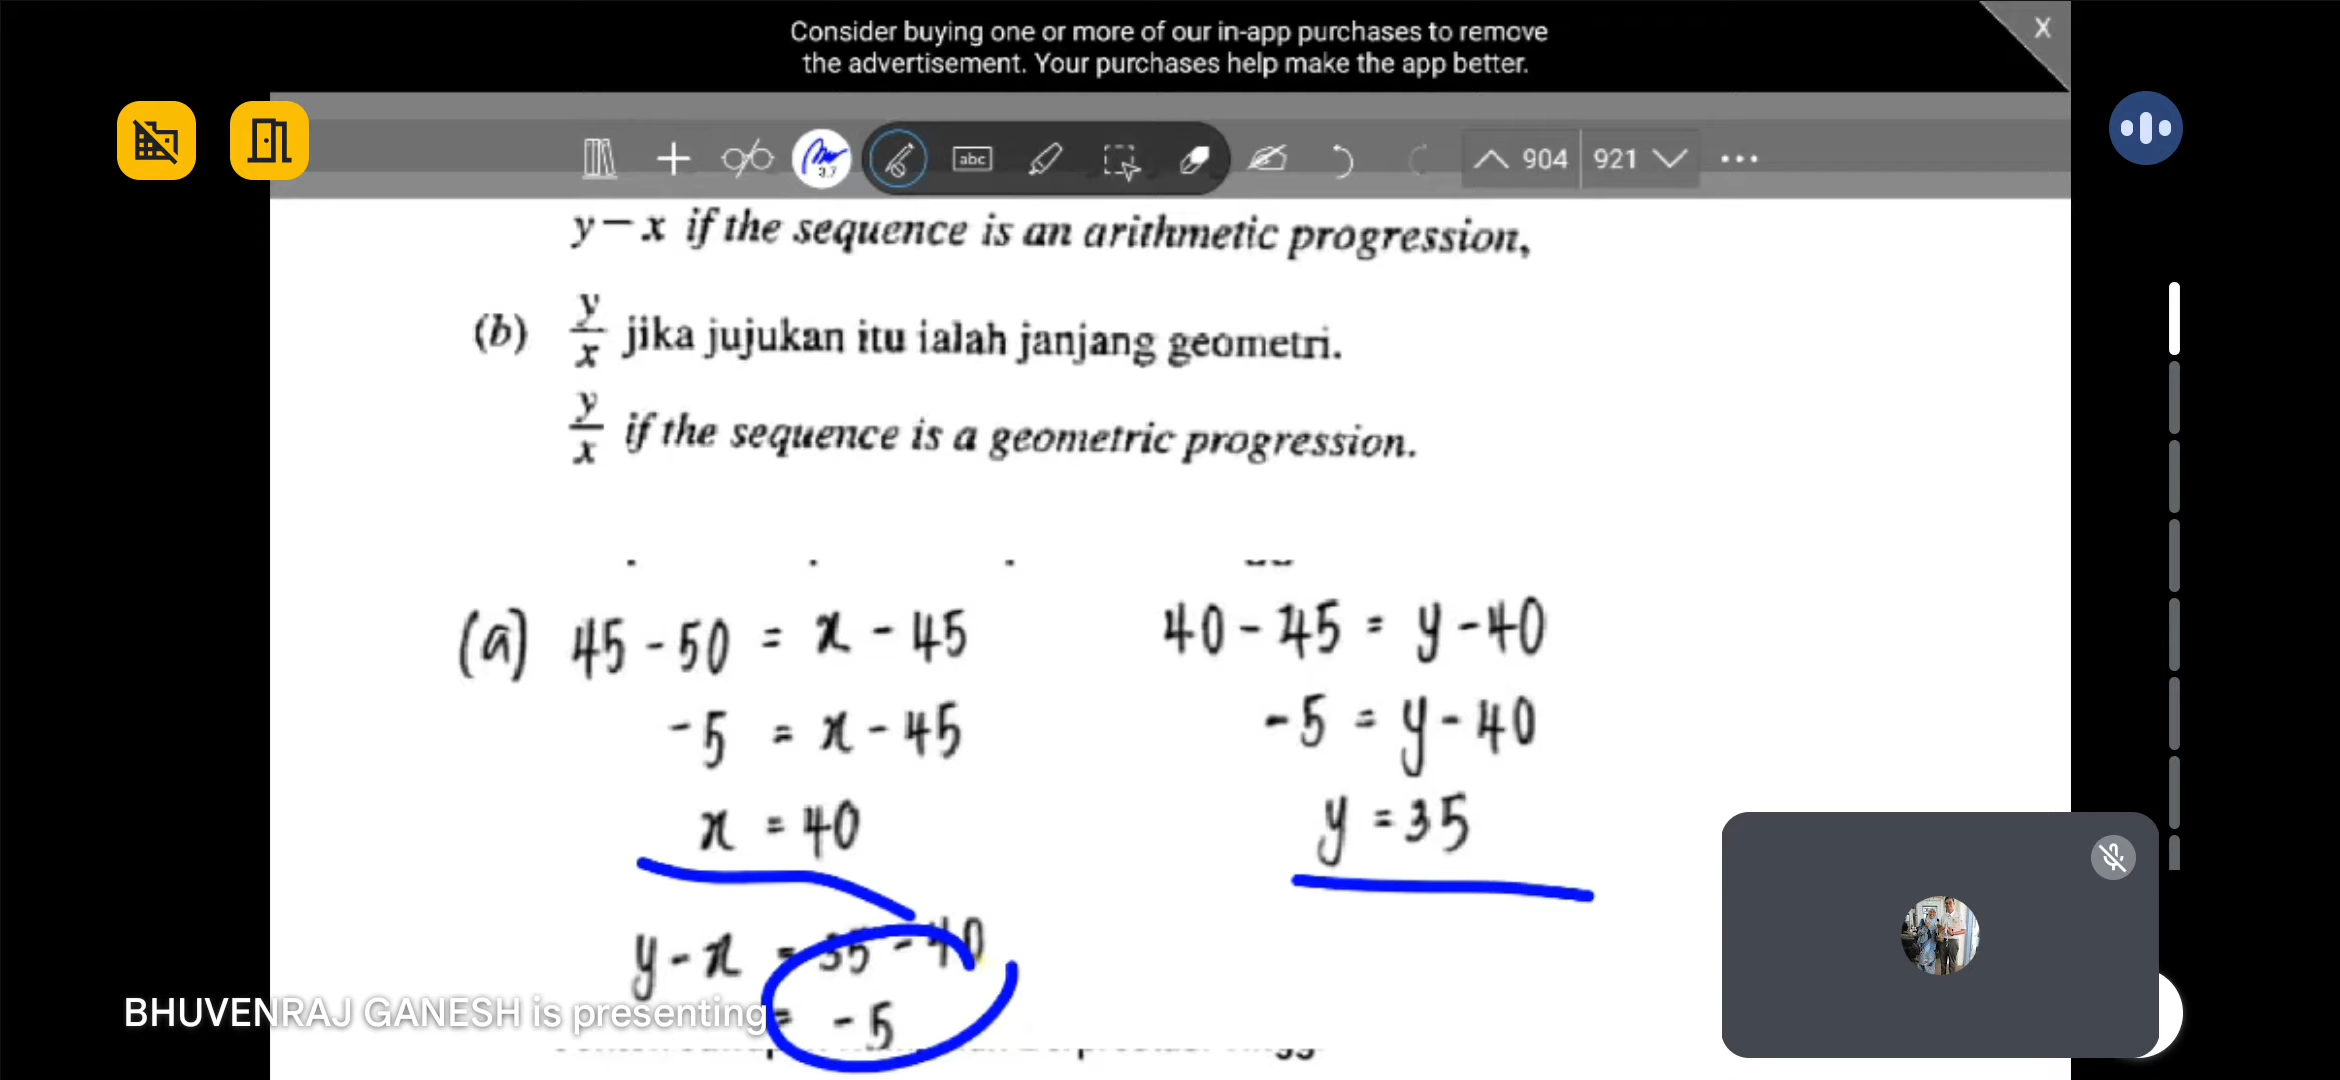 Consider buying one or more of our in-app purchases to remove
the advertisement. Your purchases help make the app better.
X
3.7
abc
904
921
y − x if the sequence is an arithmetic progression,
(b) y/x jika jujukan itu ialah janjang geometri.
y/x if the sequence is a geometric progression.
(a) 45 - 50 = x - 45
-5 = x - 45
x = 40
40 - 45 = y - 40
-5 = y - 40
y = 35
y - x = 35 - 40
= -5
BHUVENRAJ GANESH is presenting